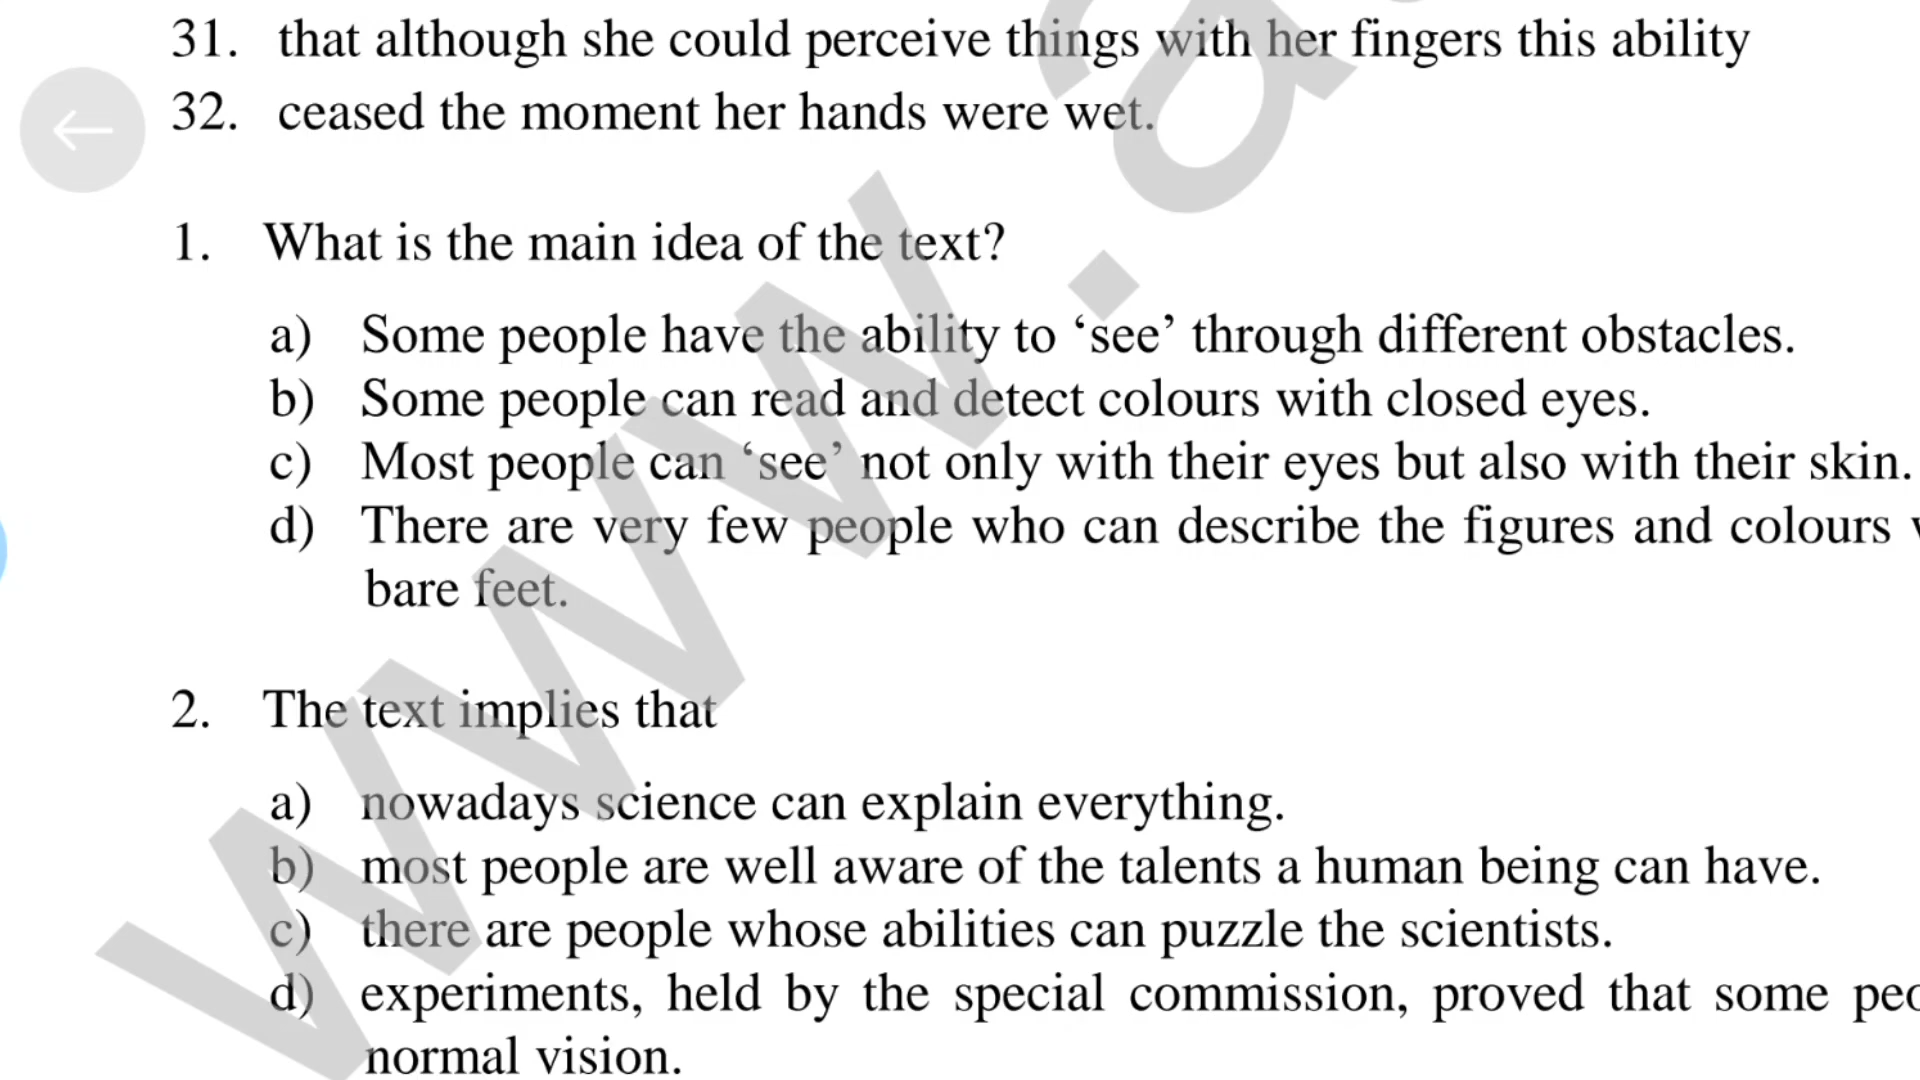 31. that although she could perceive things with her fingers this ability
32. ceased the moment her hands were wet.
1. What is the main idea of the text?
a) Some people have the ability to ‘see’ through different obstacles.
b) Some people can read and detect colours with closed eyes.
c) Most people can ‘see’ not only with their eyes but also with their skin.
d) There are very few people who can describe the figures and colours
bare feet.
2. The text implies that
a) nowadays science can explain everything.
b) most people are well aware of the talents a human being can have.
c) there are people whose abilities can puzzle the scientists.
d) experiments, held by the special commission, proved that some
normal vision.
www.a